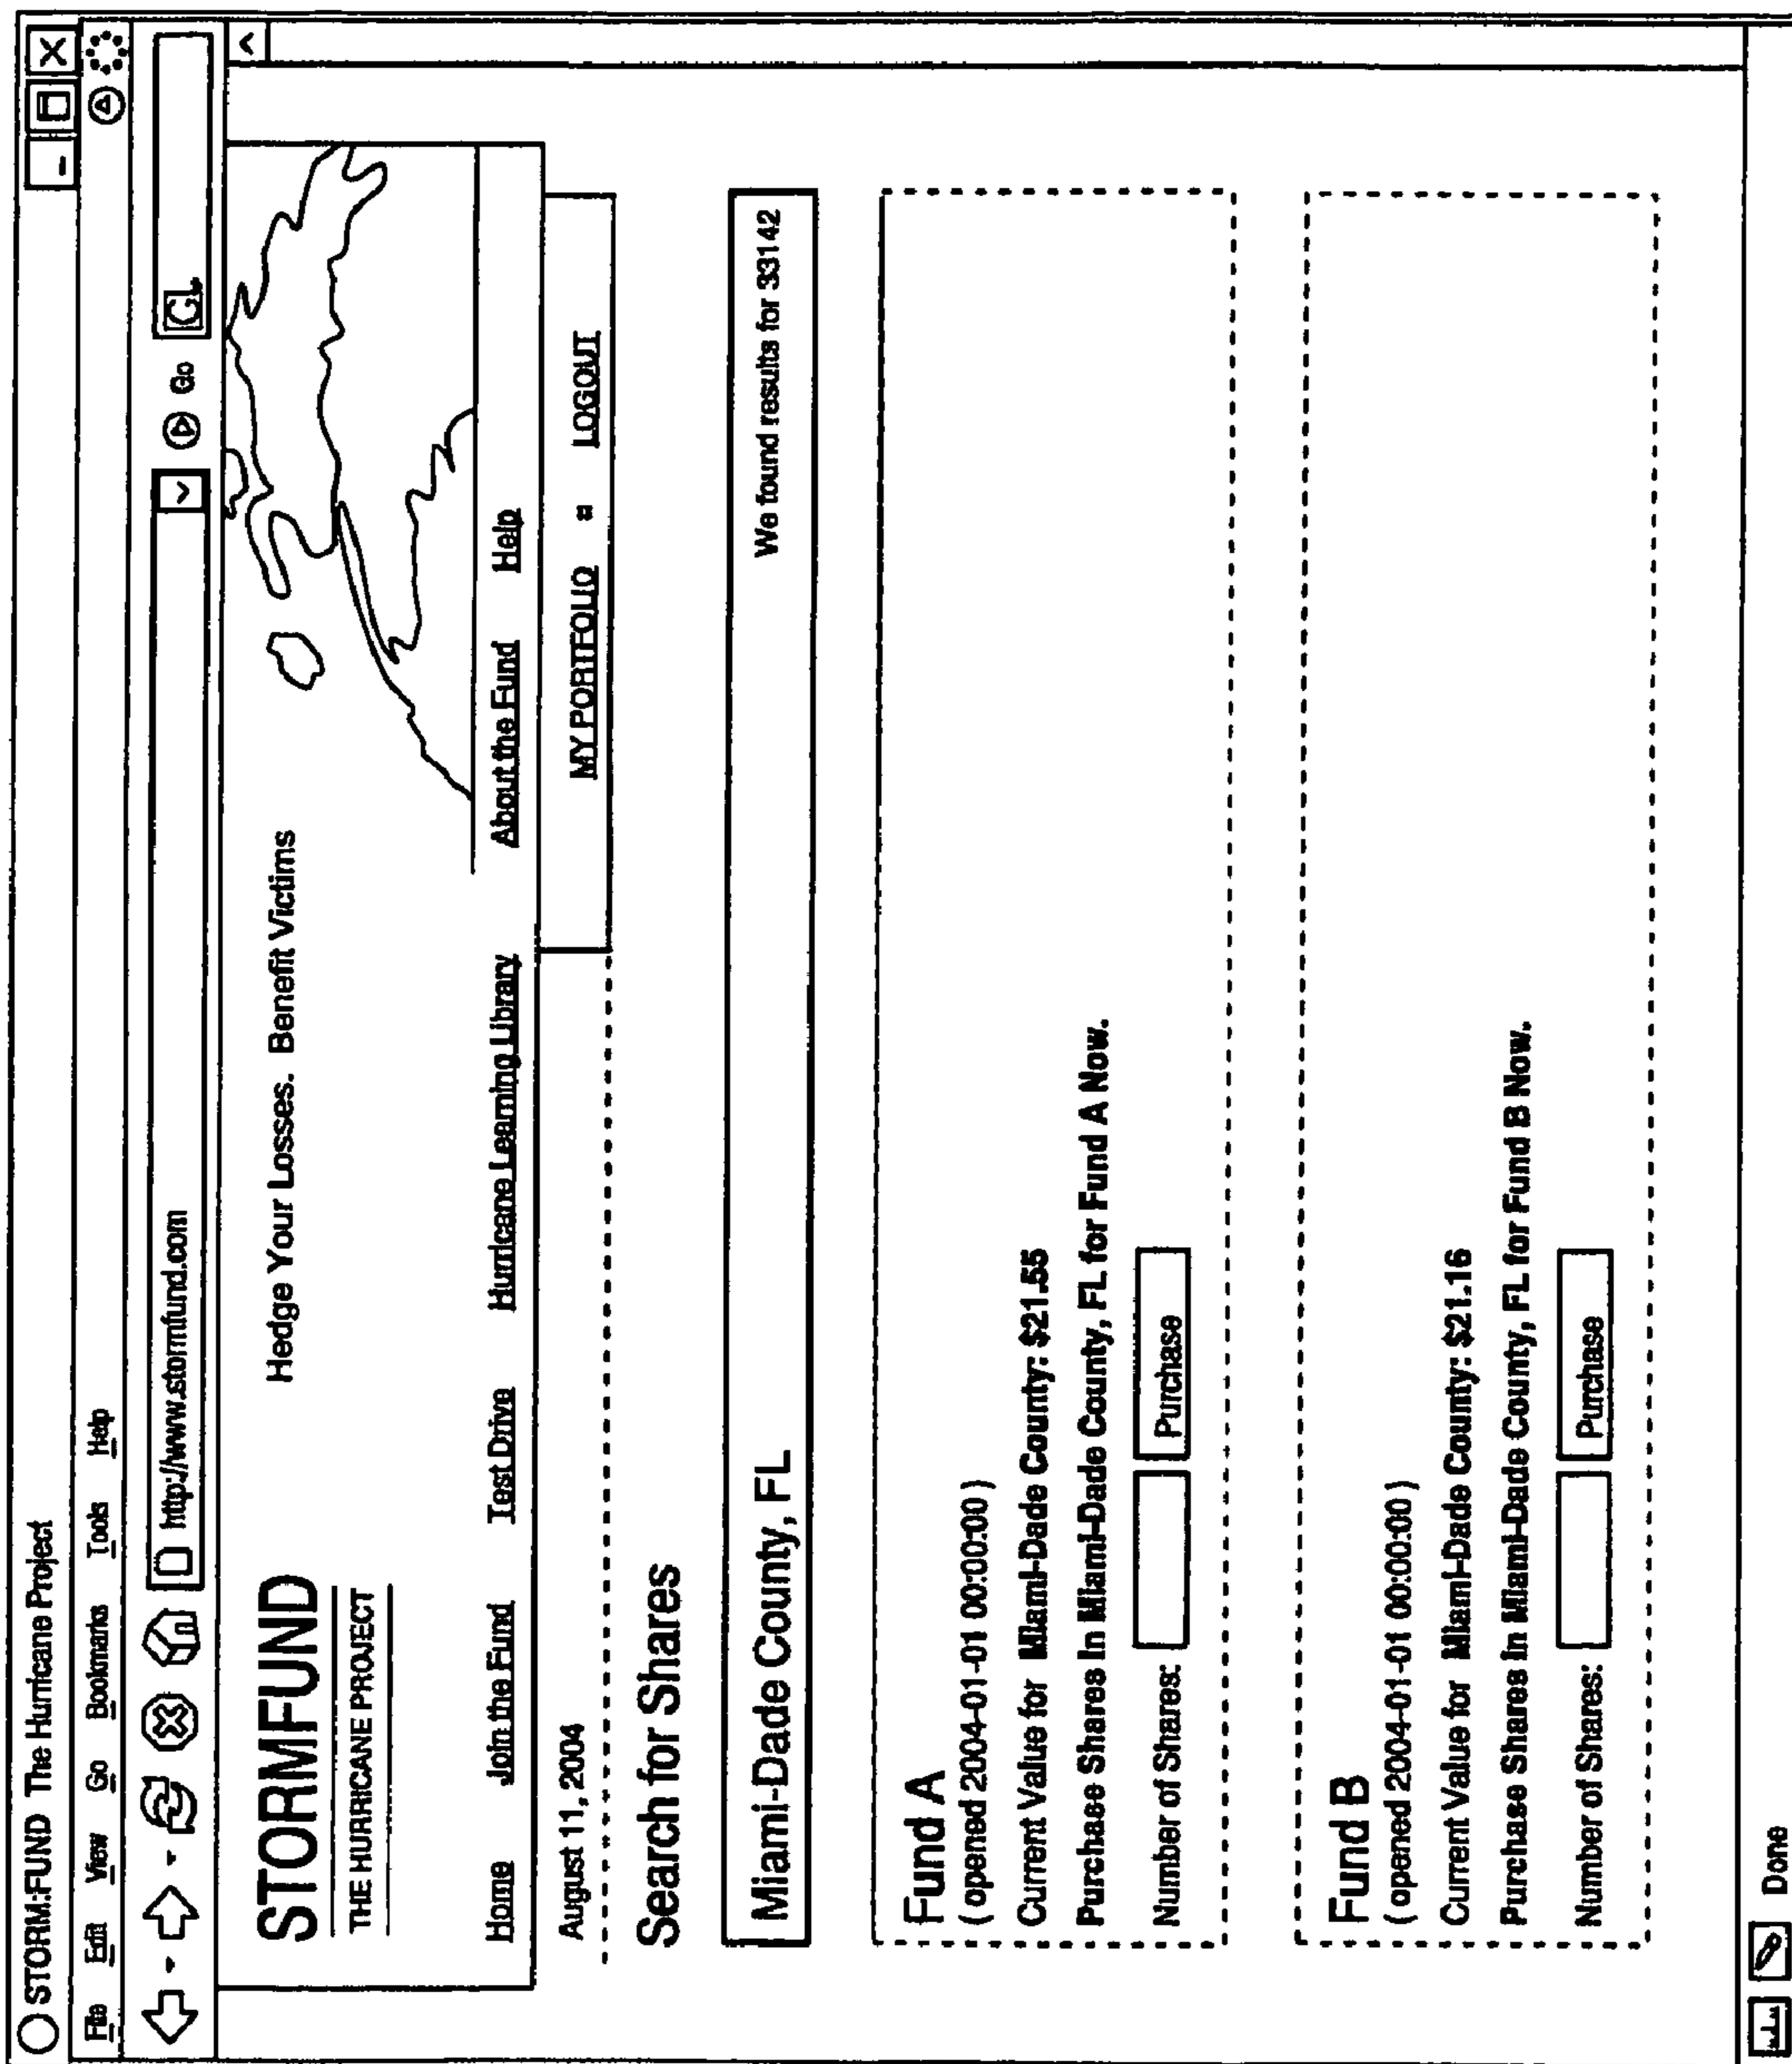 STORM:FUND The Hurricane Project
File Edit View Go Bookmarks Tools Help
http://www.stormfund.com Go G
STORMFUND
THE HURRICANE PROJECT
Hedge Your Losses. Benefit Victims
Home Join the Fund Test Drive Hurricane Learning Library About the Fund Help
August 11, 2004 MY PORTFOLIO LOGOUT
Search for Shares
Miami-Dade County, FL We found results for 33142
Fund A
( opened 2004-01-01 00:00:00 )
Current Value for Miami-Dade County: $21.55
Purchase Shares in Miami-Dade County, FL for Fund A Now.
Number of Shares: Purchase
Fund B
( opened 2004-01-01 00:00:00 )
Current Value for Miami-Dade County: $21.16
Purchase Shares in Miami-Dade County, FL for Fund B Now.
Number of Shares: Purchase
Done